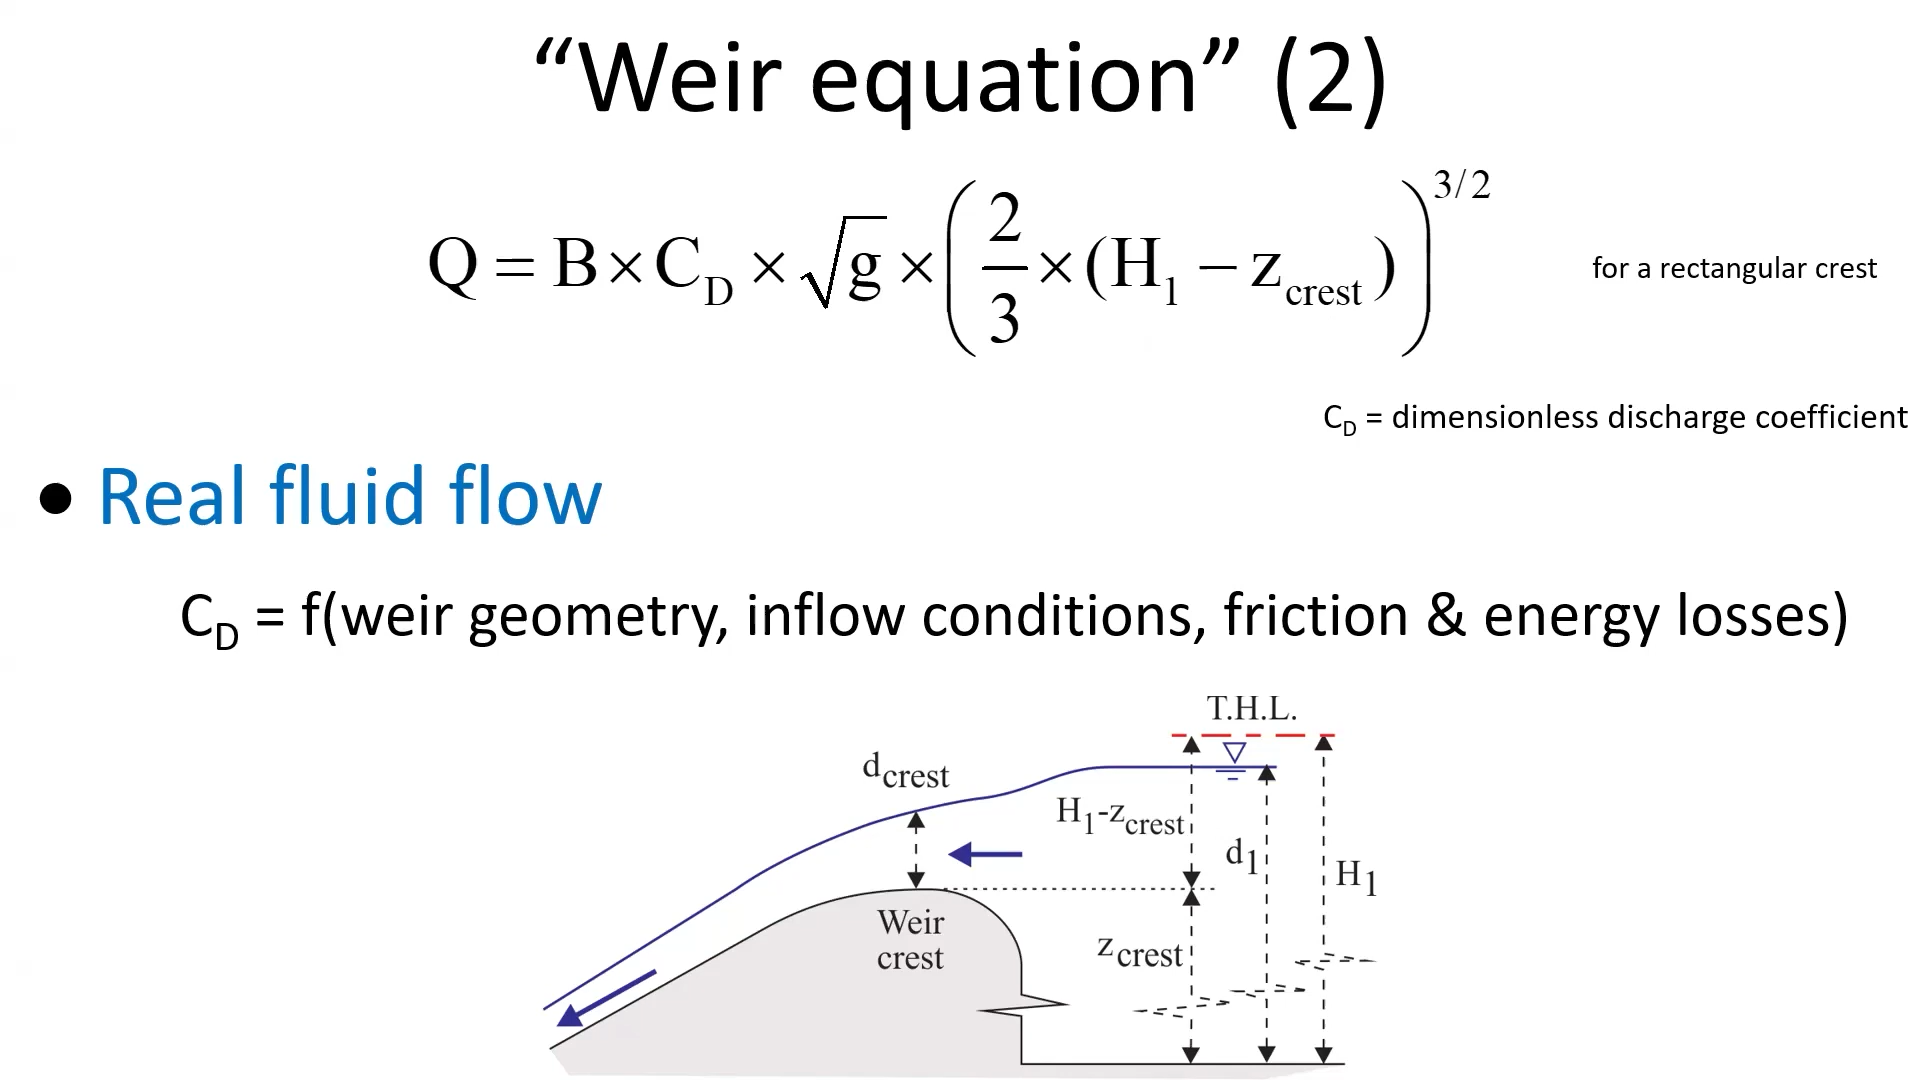 “Weir equation” (2)
Q = B × C_D × √g × (2/3 × (H_1 − z_crest))^{3/2}
for a rectangular crest
C_D = dimensionless discharge coefficient
• Real fluid flow
C_D = f(weir geometry, inflow conditions, friction & energy losses)
T.H.L.
d_crest
H_1-z_crest
d_1
H_1
Weir
crest
z_crest